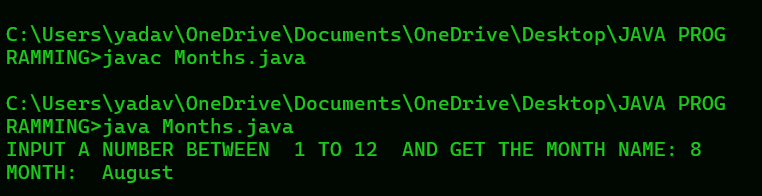 C:\Users\yadav\OneDrive\Documents\OneDrive\Desktop\JAVA PROG
RAMMING>javac Months.java
C:\Users\yadav\OneDrive\Documents\OneDrive\Desktop\JAVA PROG
RAMMING>java Months.java
INPUT A NUMBER BETWEEN  1 TO 12  AND GET THE MONTH NAME: 8
MONTH:  August